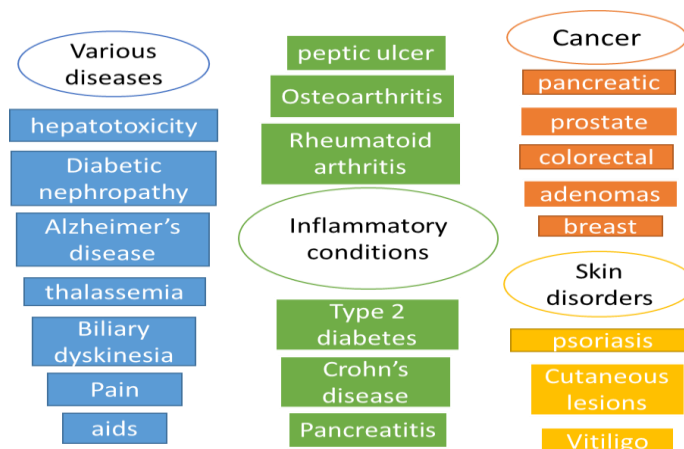 Various
diseases
hepatotoxicity
Diabetic
nephropathy
Alzheimer's
disease
thalassemia
Biliary
dyskinesia
Pain
aids
peptic ulcer
Osteoarthritis
Rheumatoid
arthritis
Inflammatory
conditions
Type 2
diabetes
Crohn's
disease
Pancreatitis
Cancer
pancreatic
prostate
colorectal
adenomas
breast
Skin
disorders
psoriasis
Cutaneous
lesions
Vitiligo